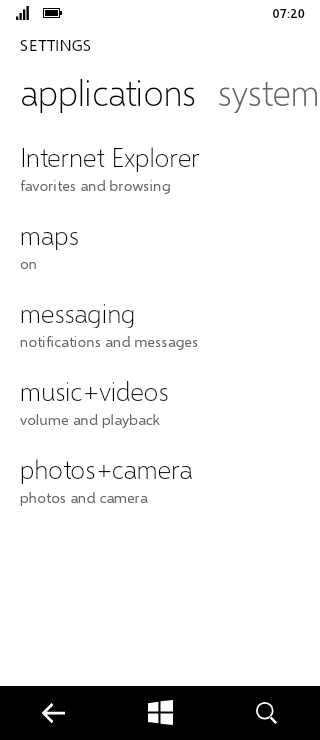 07:20
SETTINGS
applications system
Internet Explorer
favorites and browsing
maps
on
messaging
notifications and messages
music+videos
volume and playback
photos+camera
photos and camera